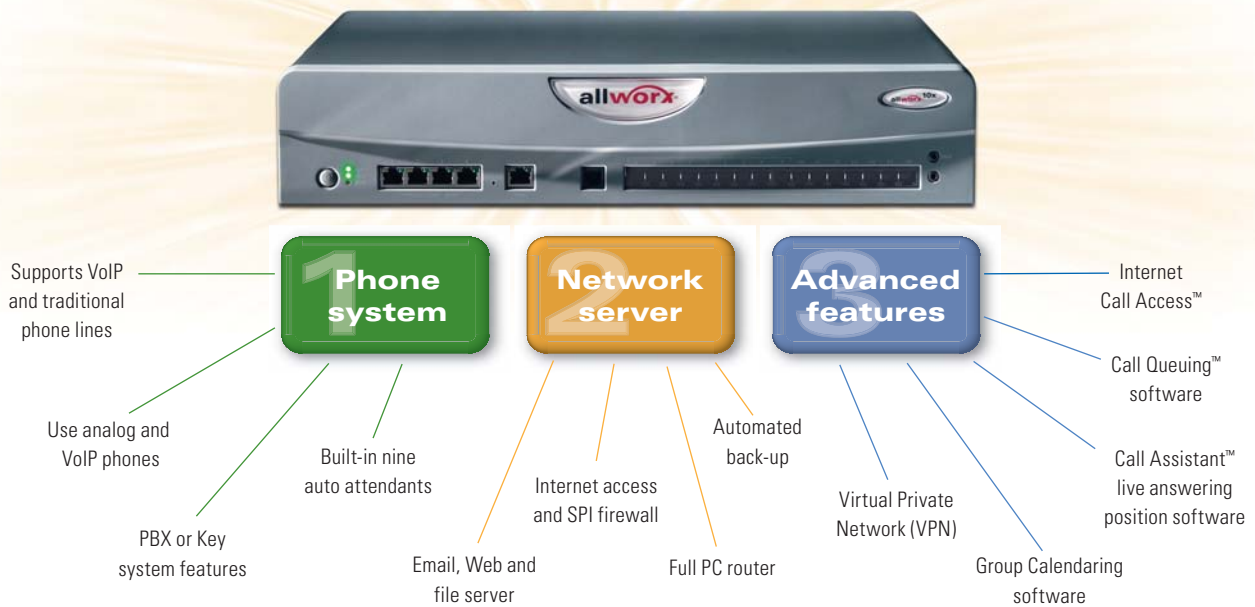 allworx
allworx 10x
1
Phone
system
2
Network
server
3
Advanced
features
Supports VoIP
and traditional
phone lines
Use analog and
VoIP phones
PBX or Key
system features
Built-in nine
auto attendants
Email, Web and
file server
Internet access
and SPI firewall
Full PC router
Automated
back-up
Virtual Private
Network (VPN)
Group Calendaring
software
Call Assistant™
live answering
position software
Call Queuing™
software
Internet
Call Access™